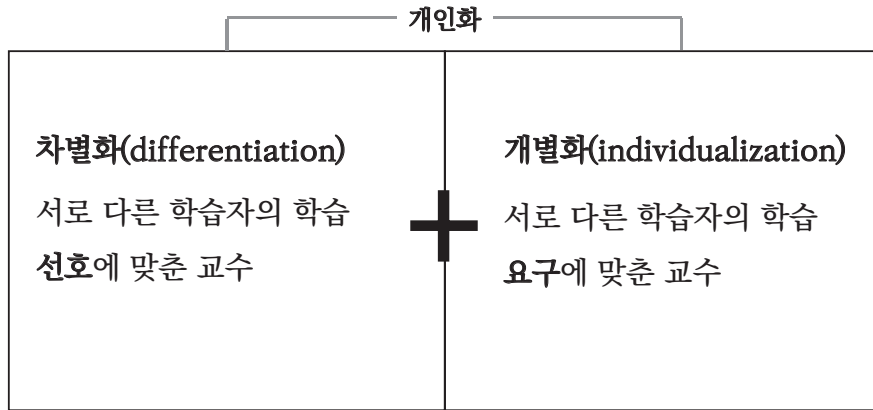 개인화
차별화(differentiation)
서로 다른 학습자의 학습
선호에 맞춘 교수
+
개별화(individualization)
서로 다른 학습자의 학습
요구에 맞춘 교수